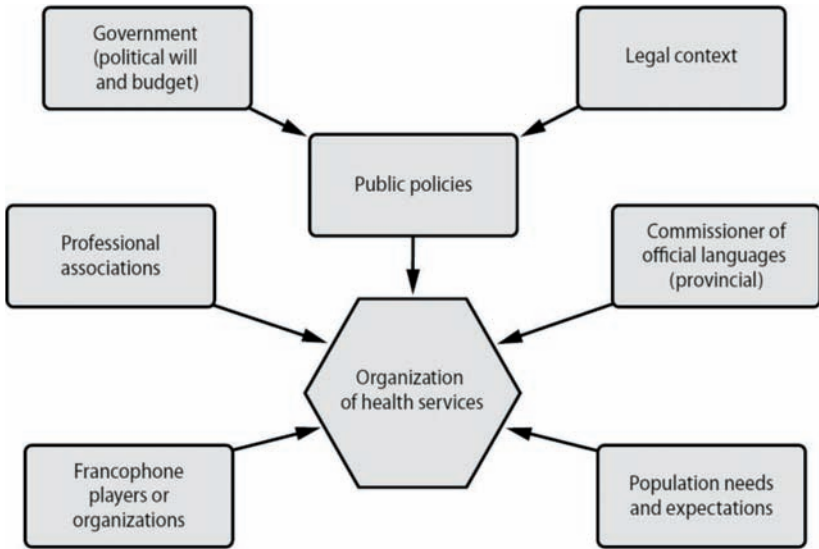 Government
(political will
and budget)
Legal context
Public policies
Professional
associations
Commissioner of
official languages
(provincial)
Organization
of health services
Francophone
players or
organizations
Population needs
and expectations